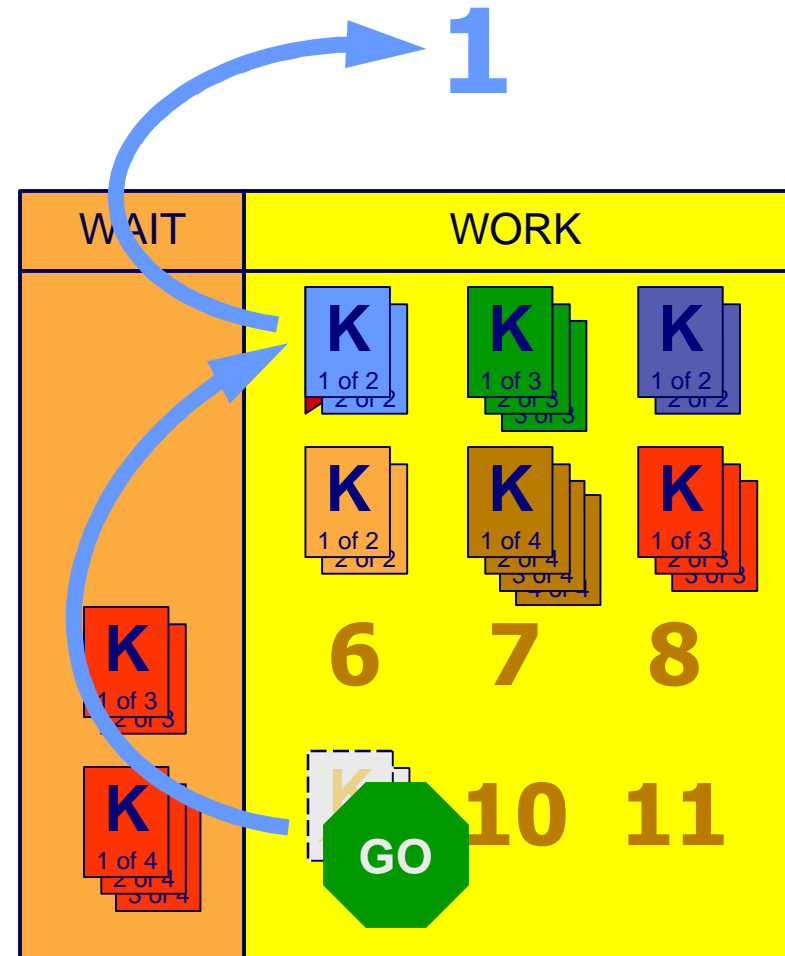 1
WAIT
WORK
K
1 of 2
2 of 2
K
1 of 3
2 of 3
3 of 3
K
1 of 2
2 of 2
K
1 of 2
2 of 2
K
1 of 4
2 of 4
3 of 4
4 of 4
K
1 of 3
2 of 3
3 of 3
K
1 of 3
2 of 3
6
7
8
K
1 of 4
2 of 4
3 of 4
K
GO
10
11